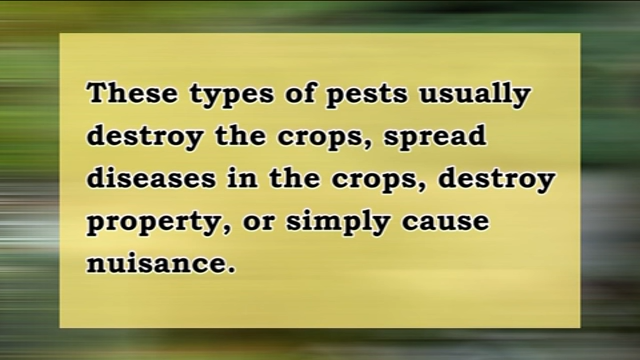 These types of pests usually
destroy the crops, spread
diseases in the crops, destroy
property, or simply cause
nuisance.